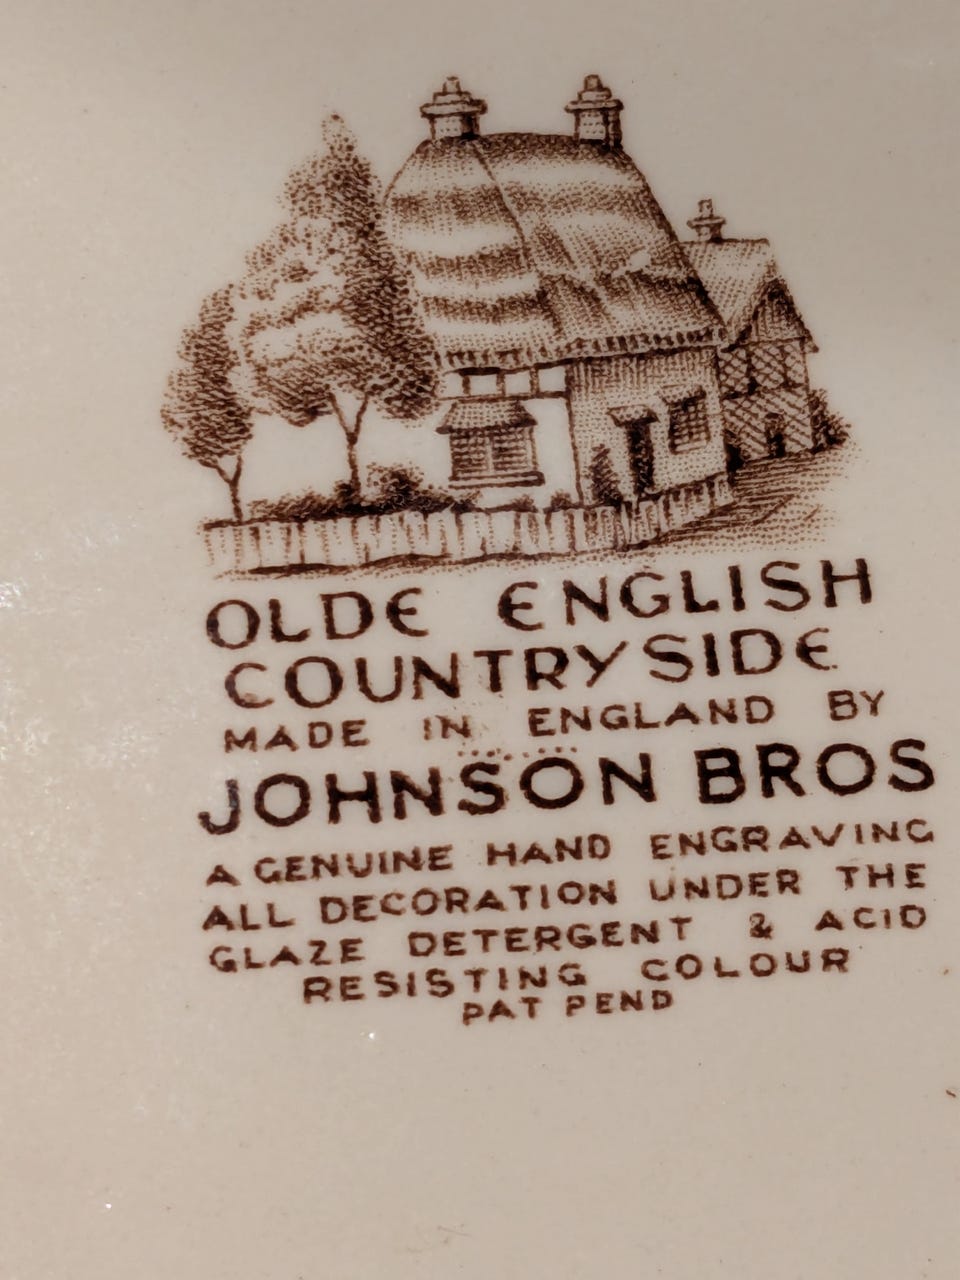 OLDE ENGLISH
COUNTRYSIDE
MADE IN ENGLAND BY
JOHNSON BROS
A GENUINE HAND ENGRAVING
ALL DECORATION UNDER THE
GLAZE DETERGENT & ACID
RESISTING COLOUR
PAT PEND